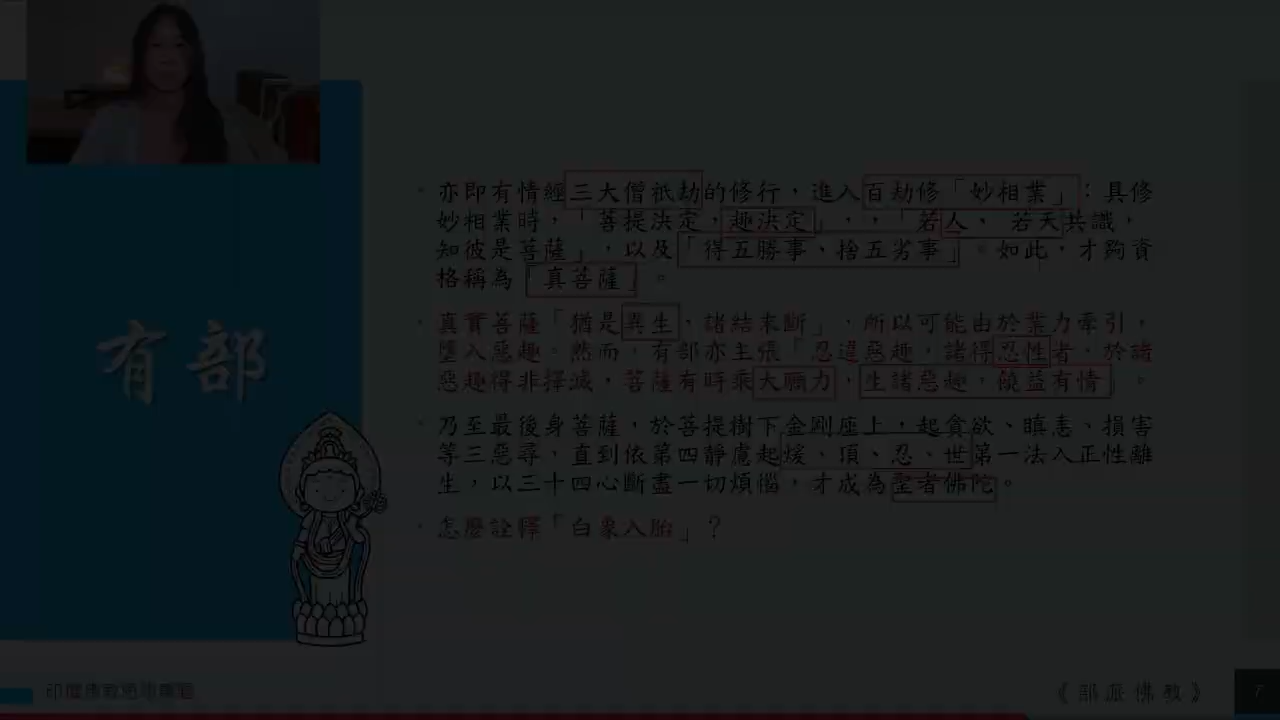 有部
亦即有情經三大僧祇劫的修行，進入百劫修「妙相業」：具修
妙相業時，「菩提決定，趣決定」，，「若人、 若天共識，
知彼是菩薩」，以及「得五勝事、捨五劣事」。如此，才夠資
格稱為「真菩薩」。
真實菩薩「猶是異生，諸結未斷」，所以可能由於業力牽引，
墮入惡趣。然而，有部亦主張「忍違惡趣，諸得忍性者，於諸
惡趣得非擇滅，菩薩有時乘大願力，生諸惡趣，饒益有情」。
乃至最後身菩薩，於菩提樹下金剛座上，起貪欲、瞋恚、損害
等三惡尋，直到依第四靜慮起煖、頂、忍、世第一法入正性離
生，以三十四心斷盡一切煩惱，才成為聖者佛陀。
怎麼詮釋「白象入胎」？
印度佛教思想專題
《部派佛教》
7